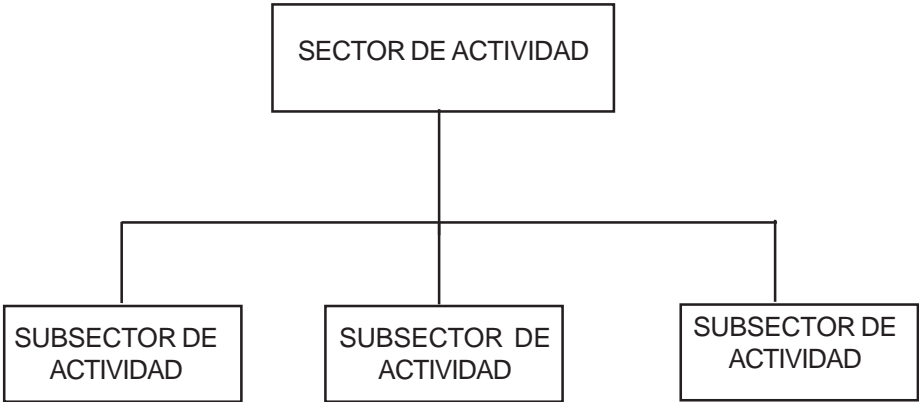 SECTOR DE ACTIVIDAD
SUBSECTOR DE
ACTIVIDAD
SUBSECTOR DE
ACTIVIDAD
SUBSECTOR DE
ACTIVIDAD